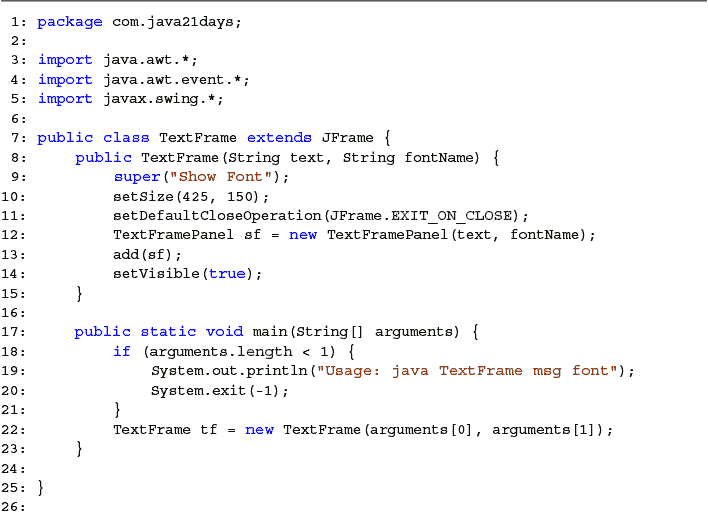 1: package com.java21days;
2:
3: import java.awt.*;
4: import java.awt.event.*;
5: import javax.swing.*;
6:
7: public class TextFrame extends JFrame {
8:     public TextFrame(String text, String fontName) {
9:         super("Show Font");
10:         setSize(425, 150);
11:         setDefaultCloseOperation(JFrame.EXIT_ON_CLOSE);
12:         TextFramePanel sf = new TextFramePanel(text, fontName);
13:         add(sf);
14:         setVisible(true);
15:     }
16:
17:     public static void main(String[] arguments) {
18:         if (arguments.length < 1) {
19:             System.out.println("Usage: java TextFrame msg font");
20:             System.exit(-1);
21:         }
22:         TextFrame tf = new TextFrame(arguments[0], arguments[1]);
23:     }
24:
25: }
26: